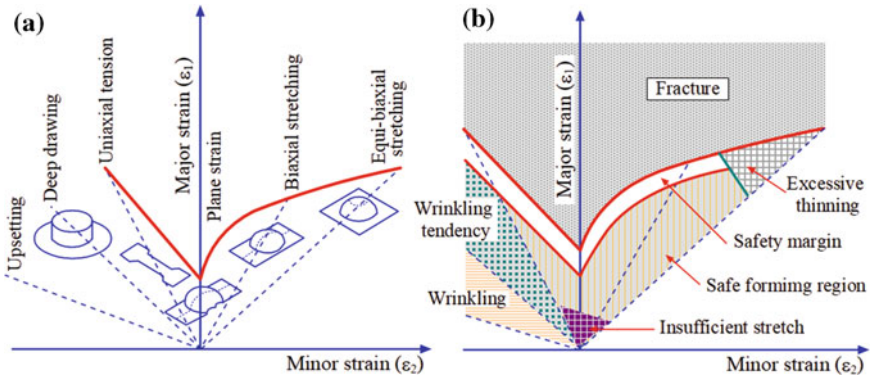 (a)
Upsetting
Deep drawing
Uniaxial tension
Major strain (ε₁)
Plane strain
Biaxial stretching
Equi-biaxial
stretching
Minor strain (ε₂)
(b)
Major strain (ε₁)
Fracture
Wrinkling
tendency
Wrinkling
Excessive
thinning
Safety margin
Safe formimg region
Insufficient stretch
Minor strain (ε₂)